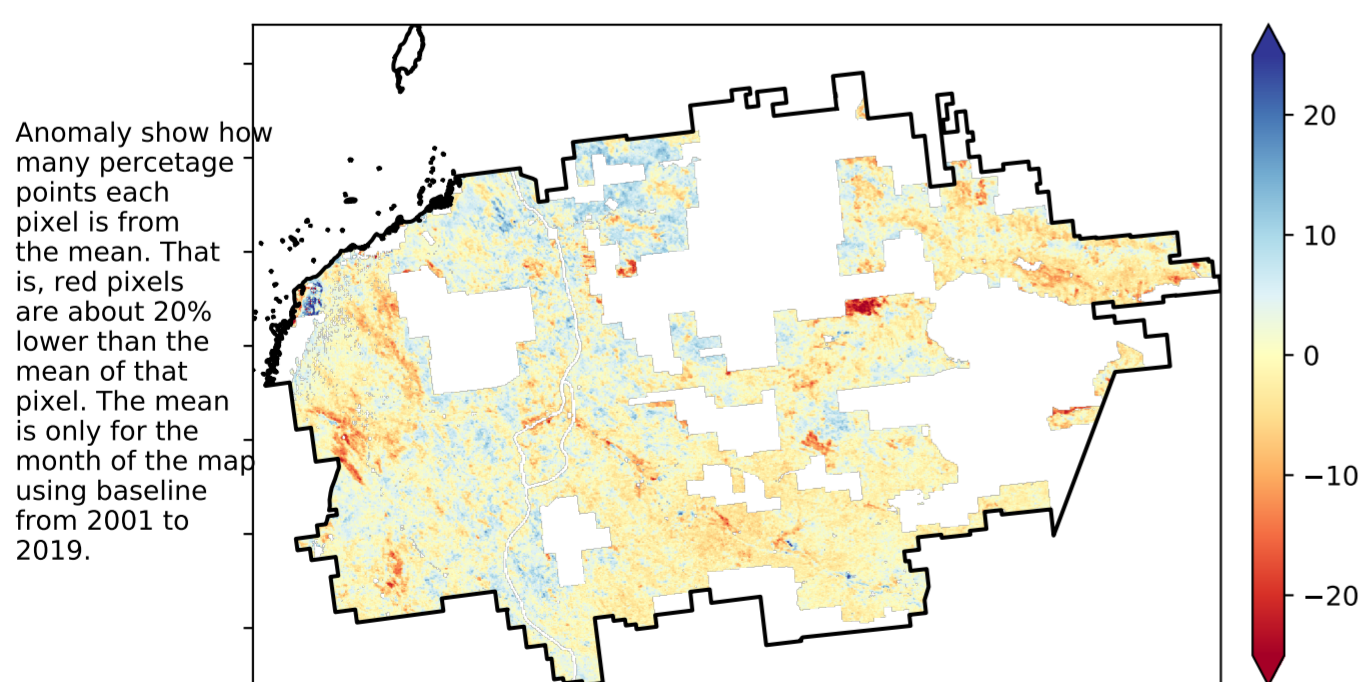 Anomaly show how
many percetage
points each
pixel is from
the mean. That
is, red pixels
are about 20%
lower than the
mean of that
pixel. The mean
is only for the
month of the map
using baseline
from 2001 to
2019.
20
10
0
−10
−20